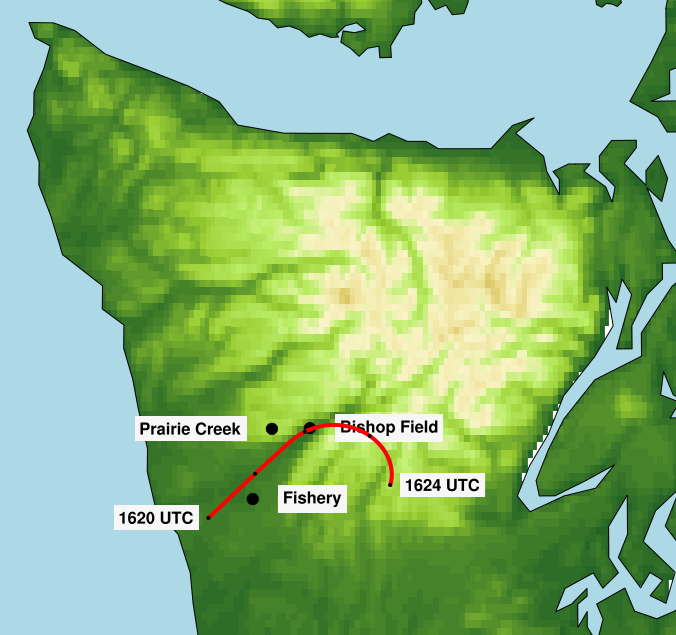 Prairie Creek
Bishop Field
1624 UTC
Fishery
1620 UTC